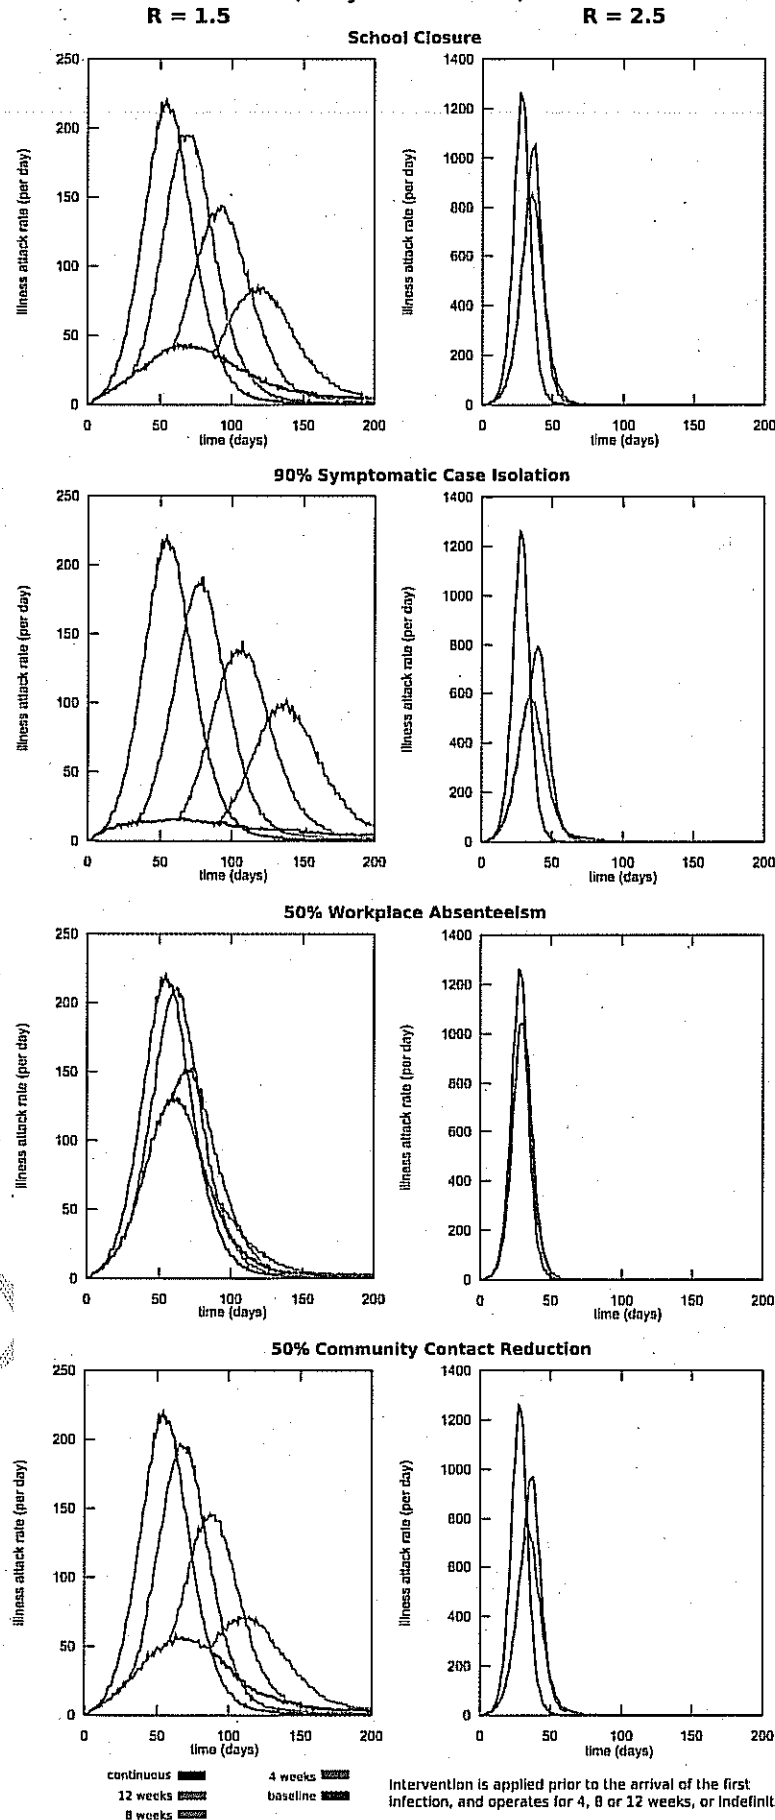 R = 1.5
R = 2.5
School Closure
illness attack rate (per day)
250
200
150
100
50
0
0 50 100 150 200
time (days)
illness attack rate (per day)
1400
1200
1000
800
600
400
200
0
0 50 100 150 200
time (days)
90% Symptomatic Case Isolation
illness attack rate (per day)
250
200
150
100
50
0
0 50 100 150 200
time (days)
illness attack rate (per day)
1400
1200
1000
800
600
400
200
0
0 50 100 150 200
time (days)
50% Workplace Absenteeism
illness attack rate (per day)
250
200
150
100
50
0
0 50 100 150 200
time (days)
illness attack rate (per day)
1400
1200
1000
800
600
400
200
0
0 50 100 150 200
time (days)
50% Community Contact Reduction
illness attack rate (per day)
250
200
150
100
50
0
0 50 100 150 200
time (days)
illness attack rate (per day)
1400
1200
1000
800
600
400
200
0
0 50 100 150 200
time (days)
continuous
12 weeks
8 weeks
4 weeks
baseline
Intervention is applied prior to the arrival of the first
infection, and operates for 4, 8 or 12 weeks, or indefinit